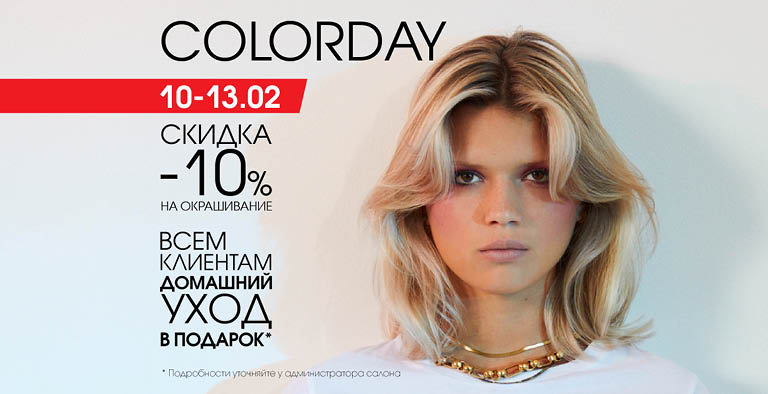 COLORDAY
10-13.02
СКИДКА
-10%
НА ОКРАШИВАНИЕ
ВСЕМ
КЛИЕНТАМ
ДОМАШНИЙ
УХОД
В ПОДАРОК*
* Подробности уточняйте у администратора салона